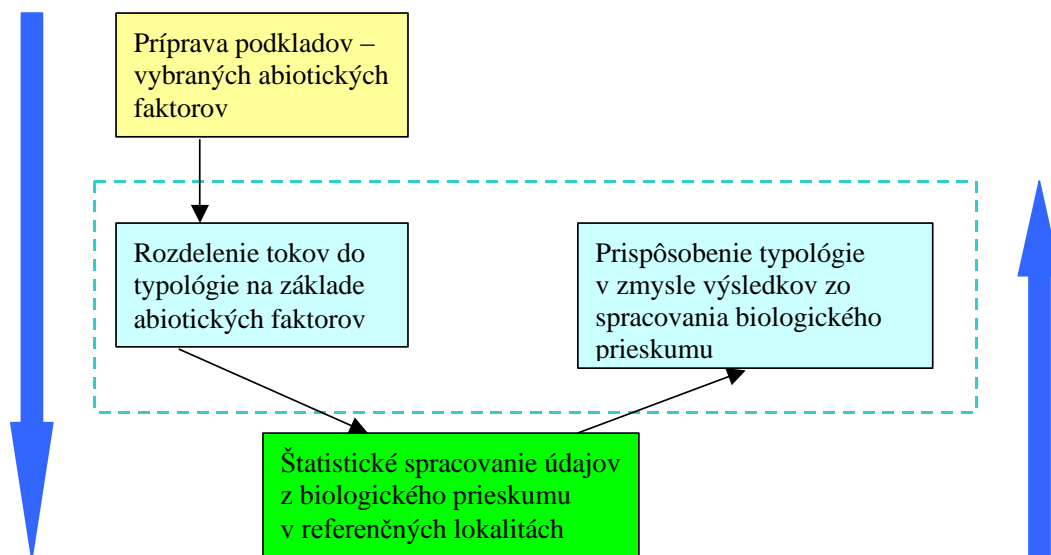 Príprava podkladov –
vybraných abiotických
faktorov
Rozdelenie tokov do
typológie na základe
abiotických faktorov
Prispôsobenie typológie
v zmysle výsledkov zo
spracovania biologického
prieskumu
Štatistické spracovanie údajov
z biologického prieskumu
v referenčných lokalitách